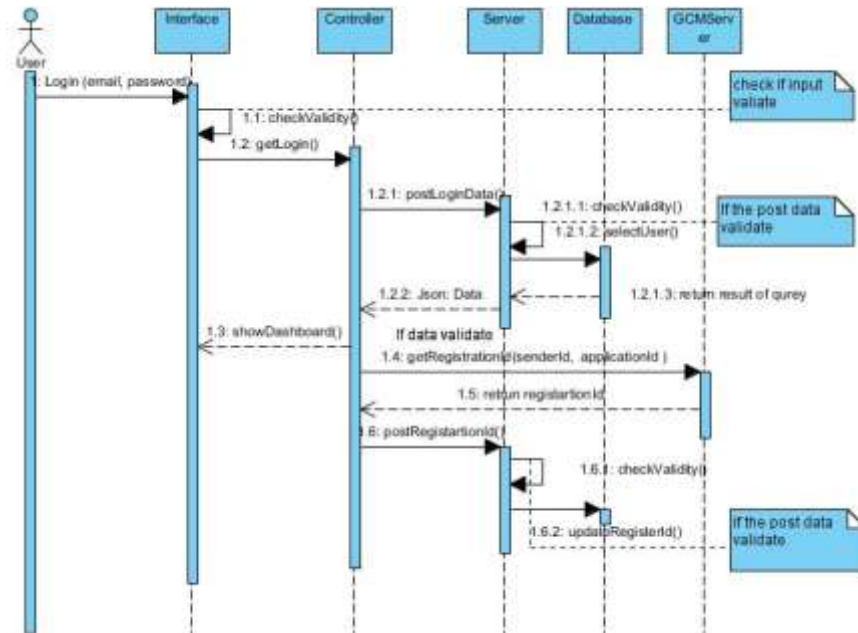 Interface
Controller
Server
Database
GCMServ
er
User
1: Login (email, password)
check if input
valiate
1.1: checkValidity()
1.2: getLogin()
1.2.1: postLoginData()
1.2.1.1: checkValidity()
If the post data
validate
1.2.1.2: selectUser()
1.2.2: Json: Data
1.2.1.3: return result of qurey
1.3: showDashboard()
If data validate
1.4: getRegistrationId(senderId, applicationId )
1.5: retrun registartionId
1.6: postRegistartionId()
1.6.1: checkValidity()
if the post data
validate
1.6.2: updateRegisterId()